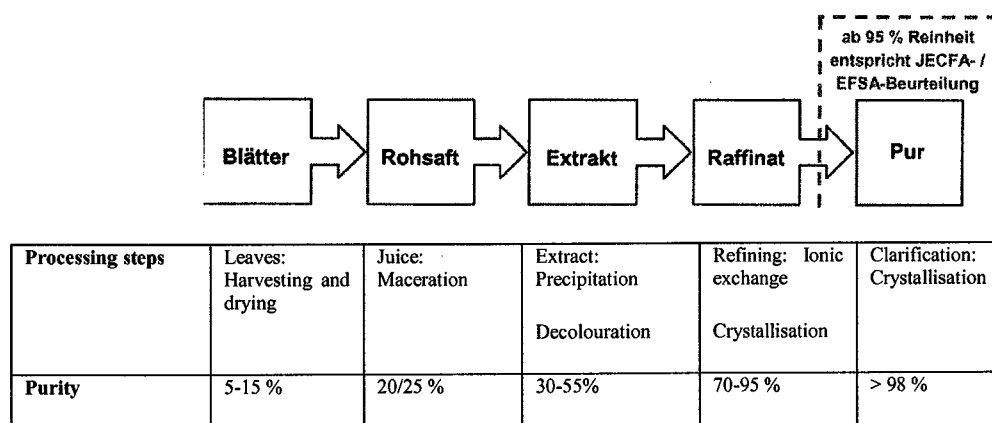 ab 95 % Reinheit
entspricht JECFA- /
EFSA-Beurteilung
Blätter
Rohsaft
Extrakt
Raffinat
Pur
Processing steps
Leaves:
Harvesting and
drying
Juice:
Maceration
Extract:
Precipitation
Decolouration
Refining: Ionic
exchange
Crystallisation
Clarification:
Crystallisation
Purity
5-15 %
20/25 %
30-55%
70-95 %
> 98 %